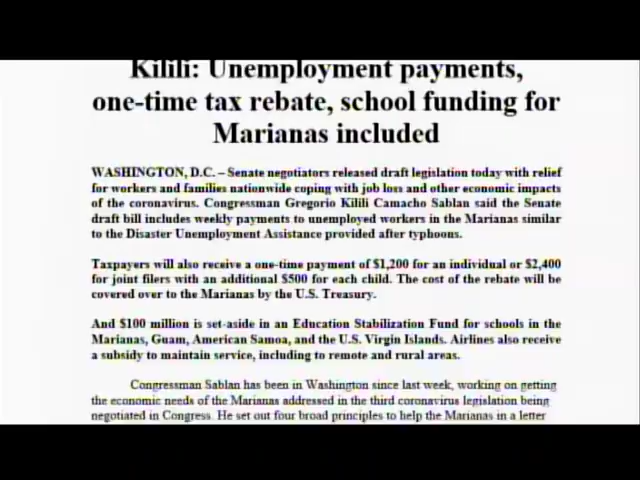 Kilili: Unemployment payments,
one-time tax rebate, school funding for
Marianas included
WASHINGTON, D.C. – Senate negotiators released draft legislation today with relief
for workers and families nationwide coping with job loss and other economic impacts
of the coronavirus. Congressman Gregorio Kilili Camacho Sablan said the Senate
draft bill includes weekly payments to unemployed workers in the Marianas similar
to the Disaster Unemployment Assistance provided after typhoons.
Taxpayers will also receive a one-time payment of $1,200 for an individual or $2,400
for joint filers with an additional $500 for each child. The cost of the rebate will be
covered over to the Marianas by the U.S. Treasury.
And $100 million is set-aside in an Education Stabilization Fund for schools in the
Marianas, Guam, American Samoa, and the U.S. Virgin Islands. Airlines also receive
a subsidy to maintain service, including to remote and rural areas.
Congressman Sablan has been in Washington since last week, working on getting
the economic needs of the Marianas addressed in the third coronavirus legislation being
negotiated in Congress. He set out four broad principles to help the Marianas in a letter